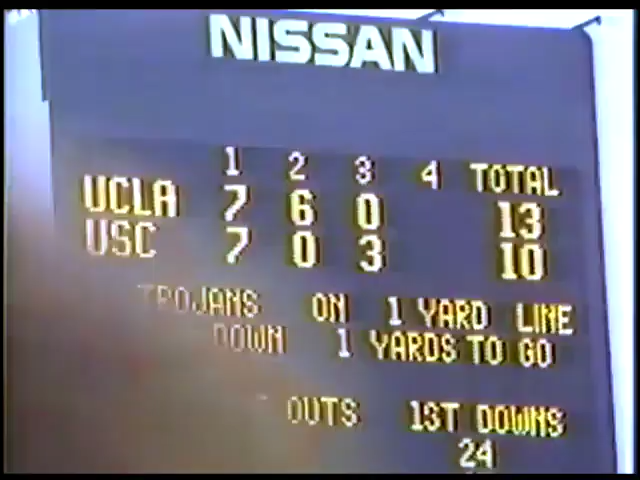 NISSAN
1 2 3 4 TOTAL
UCLA 7 6 0 13
USC 7 0 3 10
TROJANS ON 1 YARD LINE
DOWN 1 YARDS TO GO
OUTS 1ST DOWNS
24